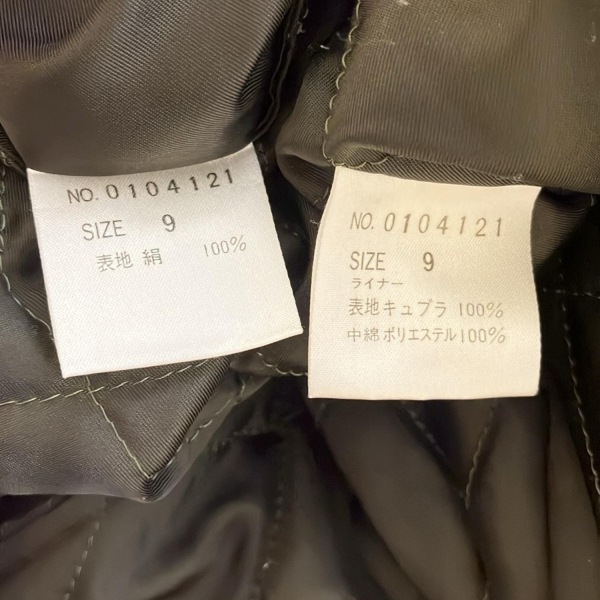 NO. 0104121
SIZE 9
表地 絹 100%
NO. 0104121
SIZE 9
ライナー
表地キュプラ 100%
中綿ポリエステル100%